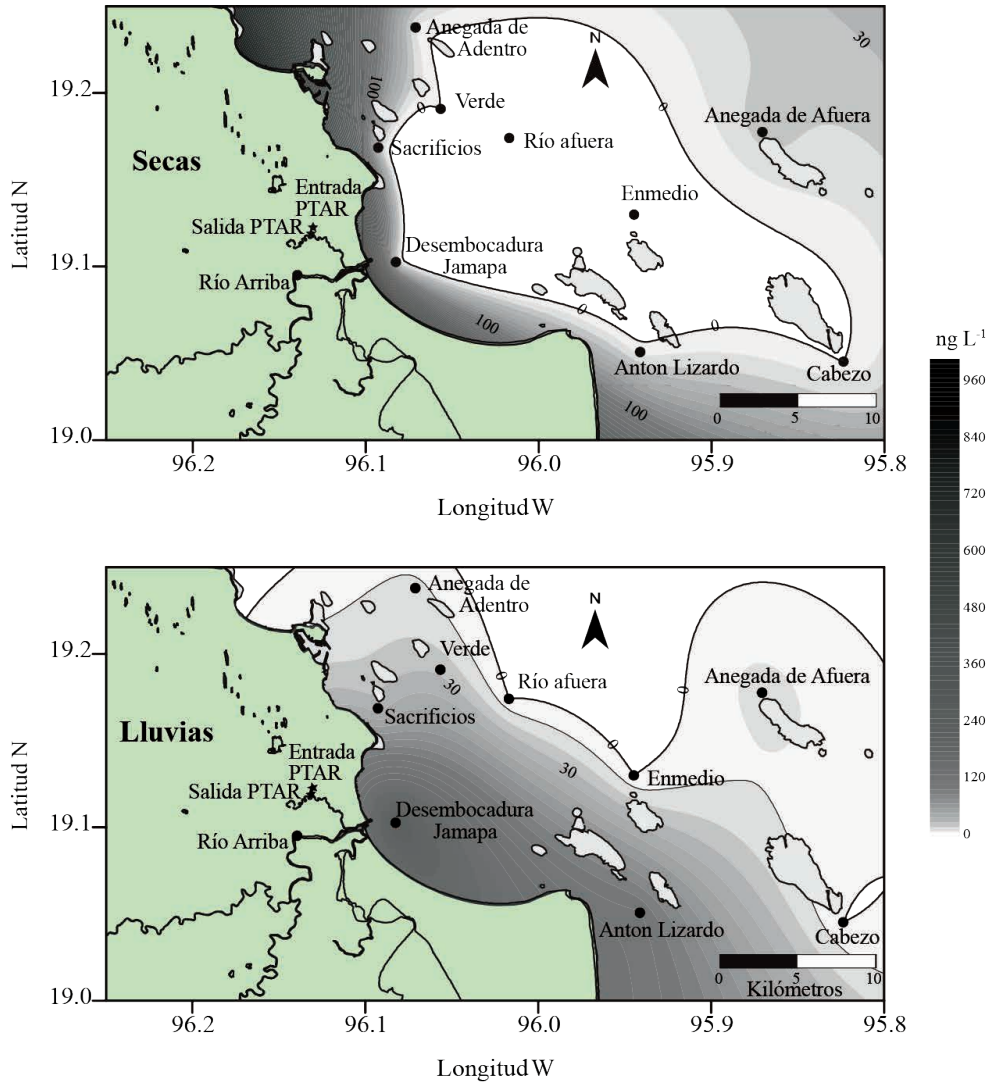 Anegada de
Adentro
N
30
19.2
100
0
Verde
0
Anegada de Afuera
Sacrificios
Río afuera
Secas
Entrada
PTAR
Enmedio
Latitud N
Salida PTAR
Desembocadura
Jamapa
19.1
Río Arriba
0
0
100
Anton Lizardo
Cabezo
100
0
5
10
19.0
96.2
96.1
96.0
95.9
95.8
Longitud W
ng L-1
960
840
720
600
480
360
240
120
0
Anegada de
Adentro
N
19.2
Verde
30
0
Río afuera
0
Anegada de Afuera
Sacrificios
Lluvias
0
Entrada
PTAR
30
Enmedio
Latitud N
Salida PTAR
Desembocadura
Jamapa
19.1
Río Arriba
Anton Lizardo
Cabezo
0
5
10
Kilómetros
19.0
96.2
96.1
96.0
95.9
95.8
Longitud W